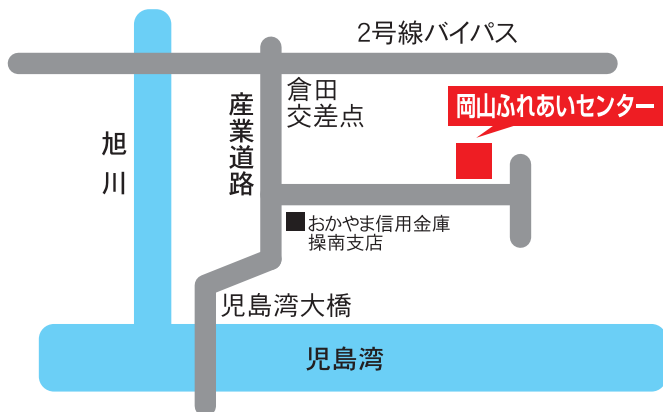 2号線バイパス
倉田
交差点
産業道路
岡山ふれあいセンター
旭川
おかやま信用金庫
操南支店
児島湾大橋
児島湾